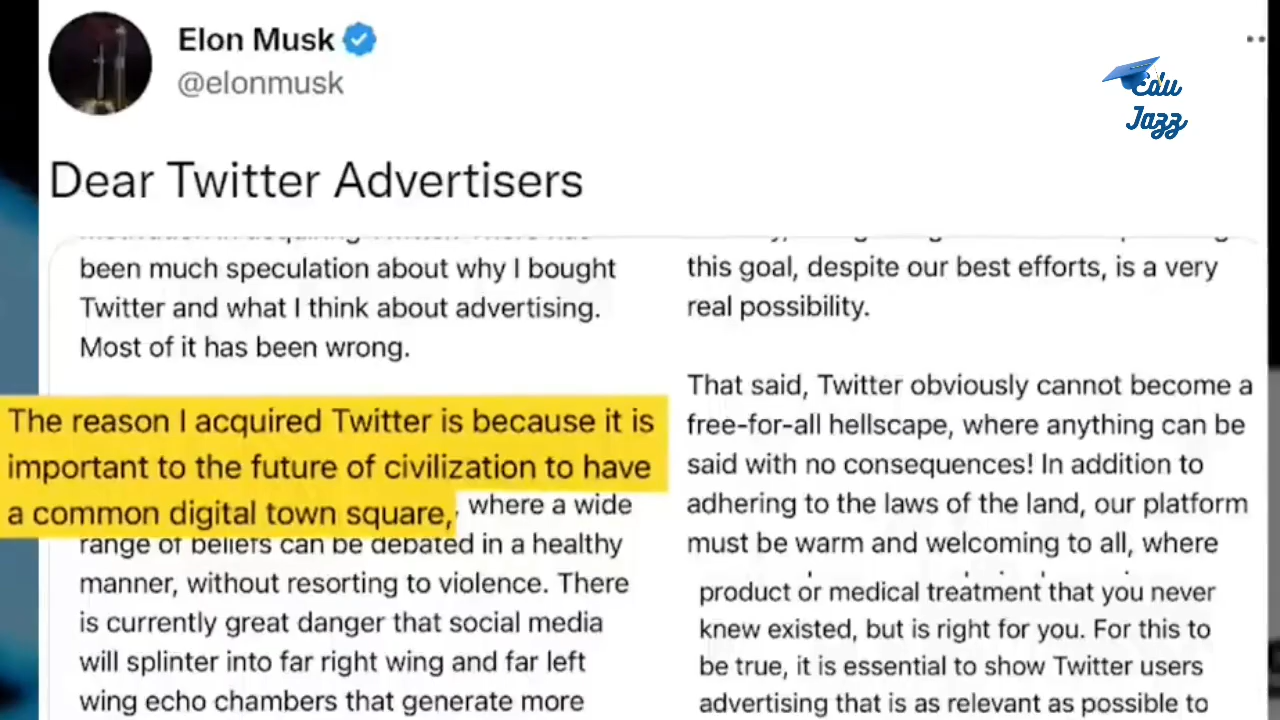 Elon Musk
@elonmusk
Edu
Jazz
Dear Twitter Advertisers
been much speculation about why I bought
Twitter and what I think about advertising.
Most of it has been wrong.
The reason I acquired Twitter is because it is
important to the future of civilization to have
a common digital town square, where a wide
range of beliefs can be debated in a healthy
manner, without resorting to violence. There
is currently great danger that social media
will splinter into far right wing and far left
wing echo chambers that generate more
this goal, despite our best efforts, is a very
real possibility.
That said, Twitter obviously cannot become a
free-for-all hellscape, where anything can be
said with no consequences! In addition to
adhering to the laws of the land, our platform
must be warm and welcoming to all, where
product or medical treatment that you never
knew existed, but is right for you. For this to
be true, it is essential to show Twitter users
advertising that is as relevant as possible to